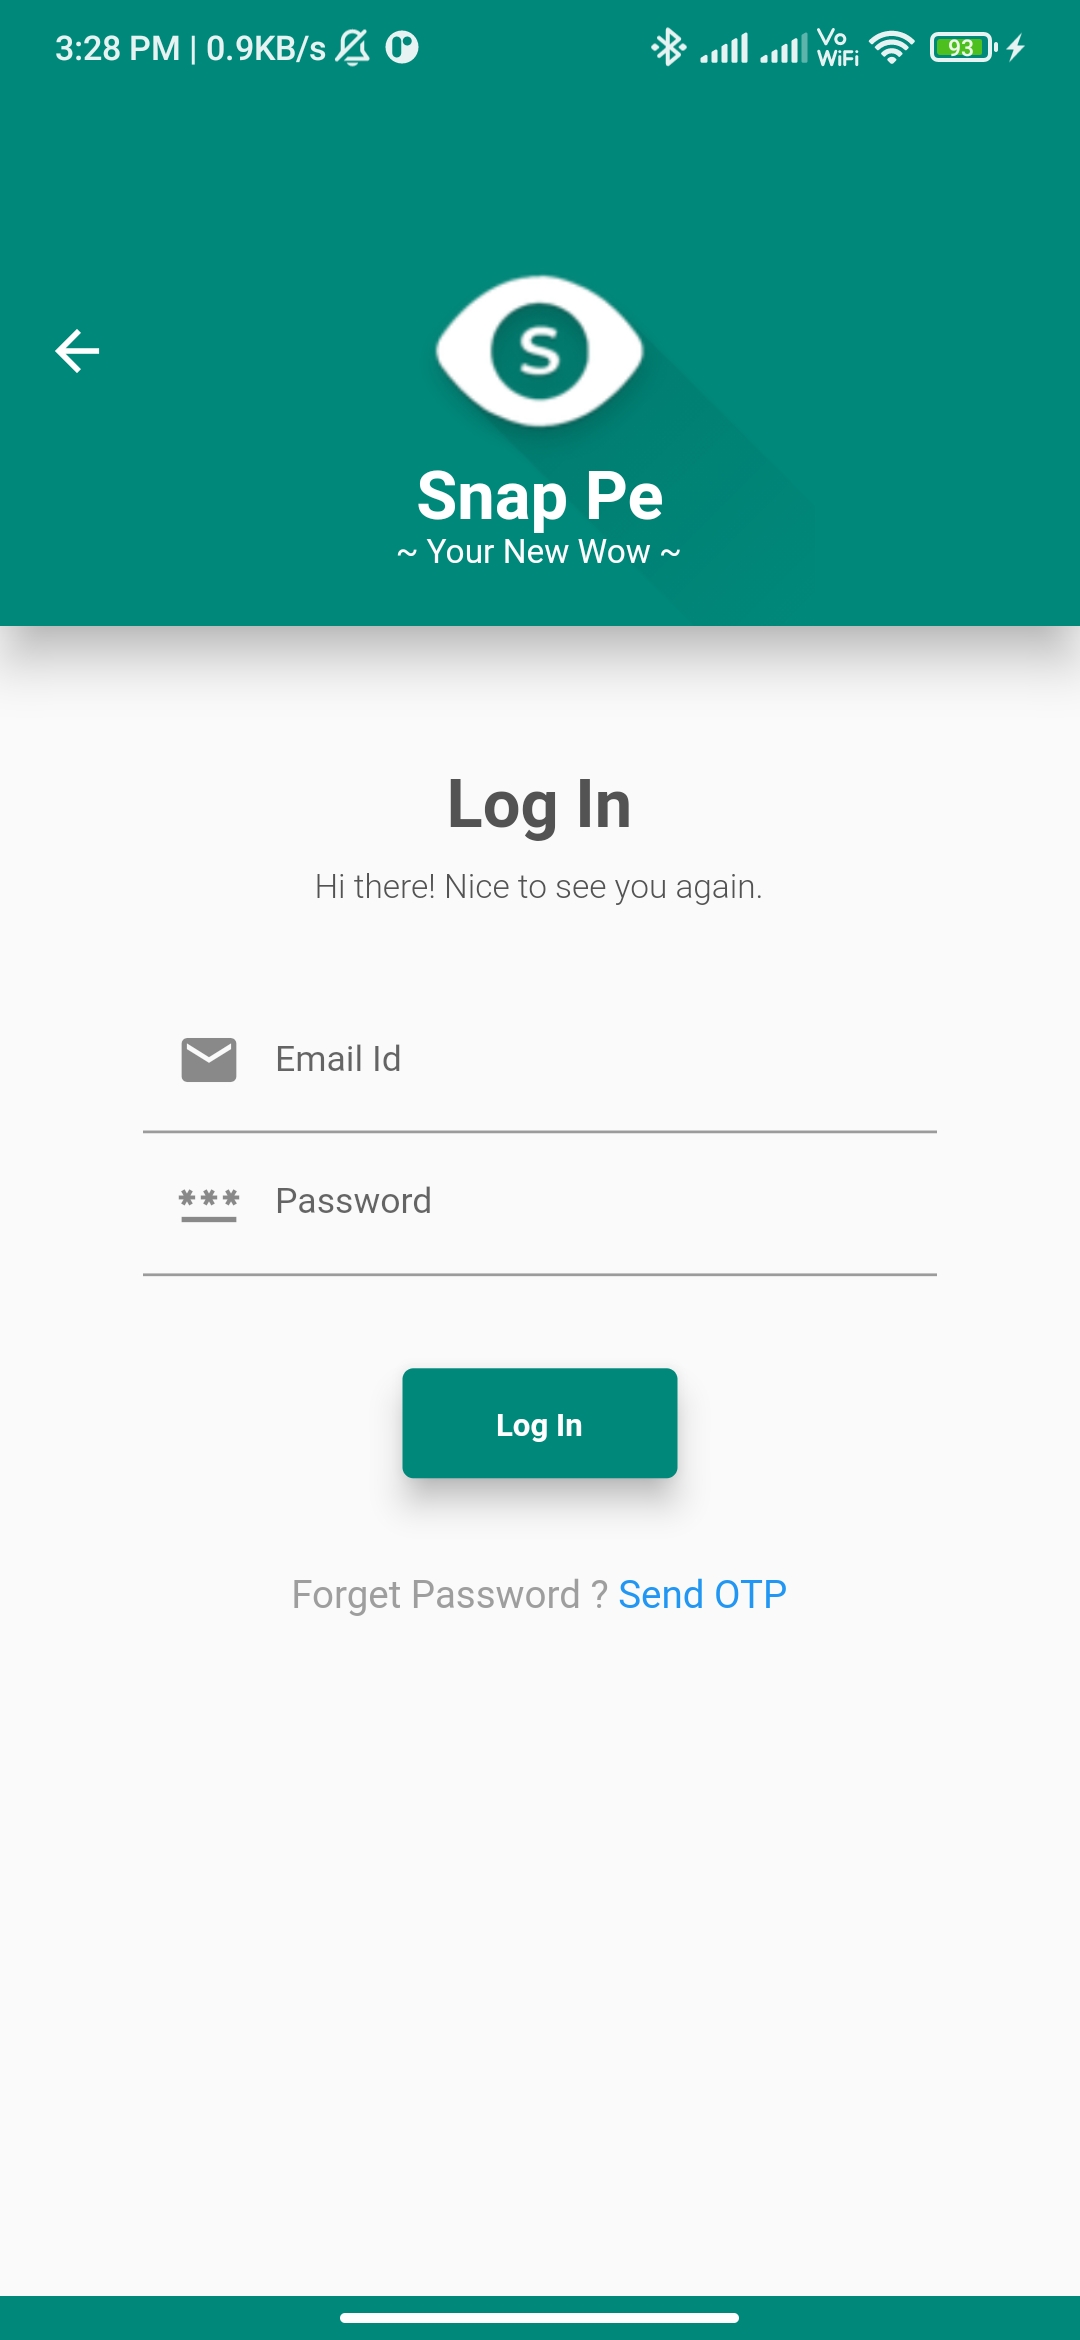 3:28 PM | 0.9KB/s
Vo
WiFi
93
S
Snap Pe
~ Your New Wow ~
Log In
Hi there! Nice to see you again.
Email Id
Password
Log In
Forget Password ? Send OTP